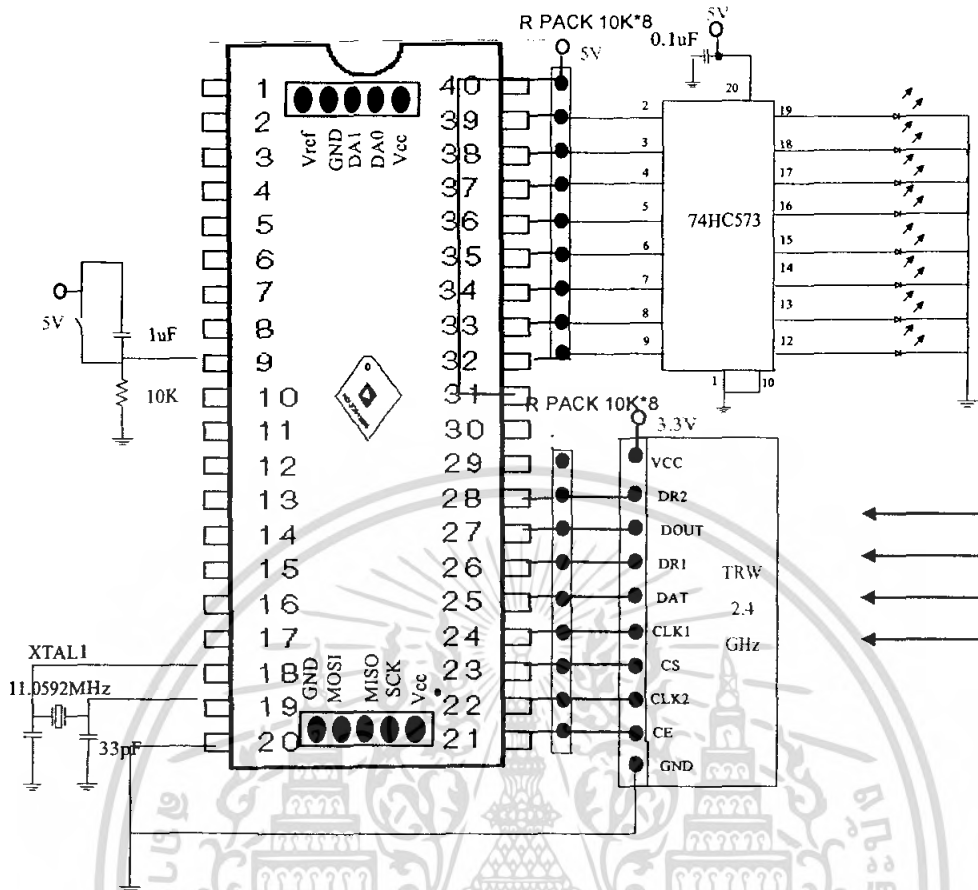 R PACK 10K*8
5V
5V
0.1uF
20
1
2
3
4
5
6
7
8
9
10
11
12
13
14
15
16
17
18
19
20
40
39
38
37
36
35
34
33
32
31
30
29
28
27
26
25
24
23
22
21
Vref
GND
DA1
DA0
Vcc
GND
MOSI
MISO
SCK
Vcc
5V
1uF
10K
XTAL1
11.0592MHz
33pF
2
3
4
5
6
7
8
9
74HC573
19
18
17
16
15
14
13
12
1
10
R PACK 10K*8
3.3V
VCC
DR2
DOUT
DR1
DAT
CLK1
CS
CLK2
CE
GND
TRW
2.4
GHz